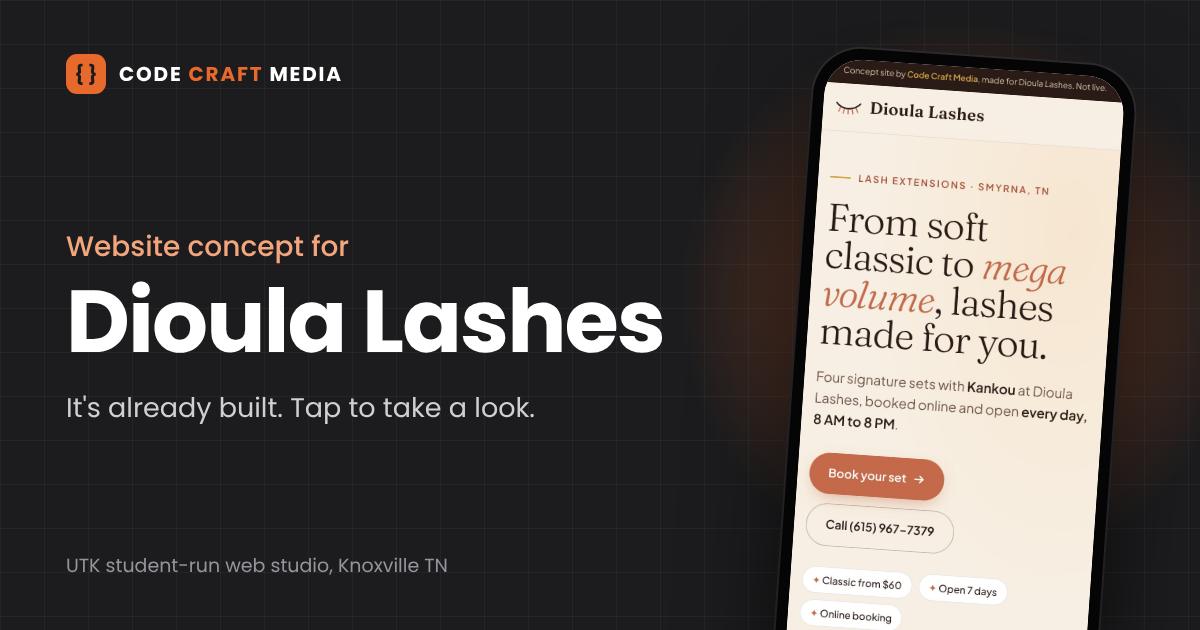 { } CODE CRAFT MEDIA
Website concept for
Dioula Lashes
It's already built. Tap to take a look.
UTK student-run web studio, Knoxville TN
Concept site by Code Craft Media, made for Dioula Lashes. Not live.
Dioula Lashes
LASH EXTENSIONS · SMYRNA, TN
From soft
classic to mega
volume, lashes
made for you.
Four signature sets with Kankou at Dioula
Lashes, booked online and open every day,
8 AM to 8 PM.
Book your set →
Call (615) 967-7379
✦ Classic from $60
✦ Open 7 days
✦ Online booking